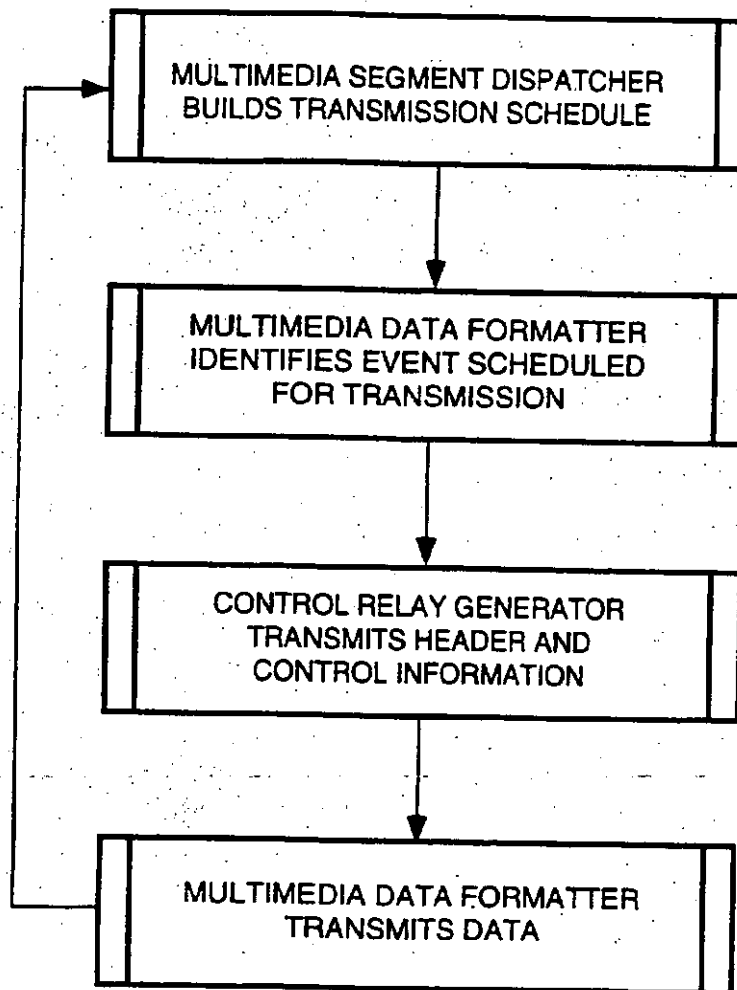 MULTIMEDIA SEGMENT DISPATCHER
BUILDS TRANSMISSION SCHEDULE
MULTIMEDIA DATA FORMATTER
IDENTIFIES EVENT SCHEDULED
FOR TRANSMISSION
CONTROL RELAY GENERATOR
TRANSMITS HEADER AND
CONTROL INFORMATION
MULTIMEDIA DATA FORMATTER
TRANSMITS DATA